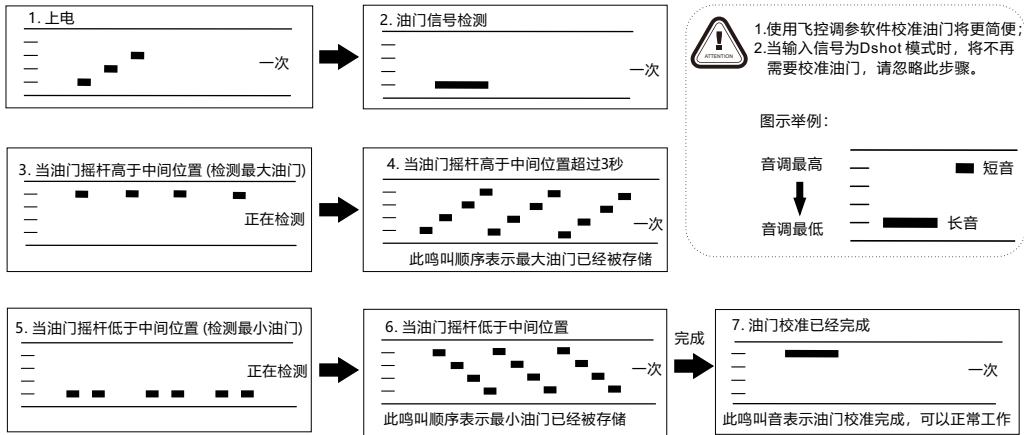 1. 上电
一次
2. 油门信号检测
一次
ATTENTION
1.使用飞控调参软件校准油门将更简便;
2.当输入信号为Dshot 模式时，将不再
需要校准油门，请忽略此步骤。
图示举例：
音调最高
短音
音调最低
长音
3. 当油门摇杆高于中间位置 (检测最大油门)
正在检测
4. 当油门摇杆高于中间位置超过3秒
一次
此鸣叫顺序表示最大油门已经被存储
5. 当油门摇杆低于中间位置 (检测最小油门)
正在检测
6. 当油门摇杆低于中间位置
一次
此鸣叫顺序表示最小油门已经被存储
完成
7. 油门校准已经完成
一次
此鸣叫音表示油门校准完成，可以正常工作